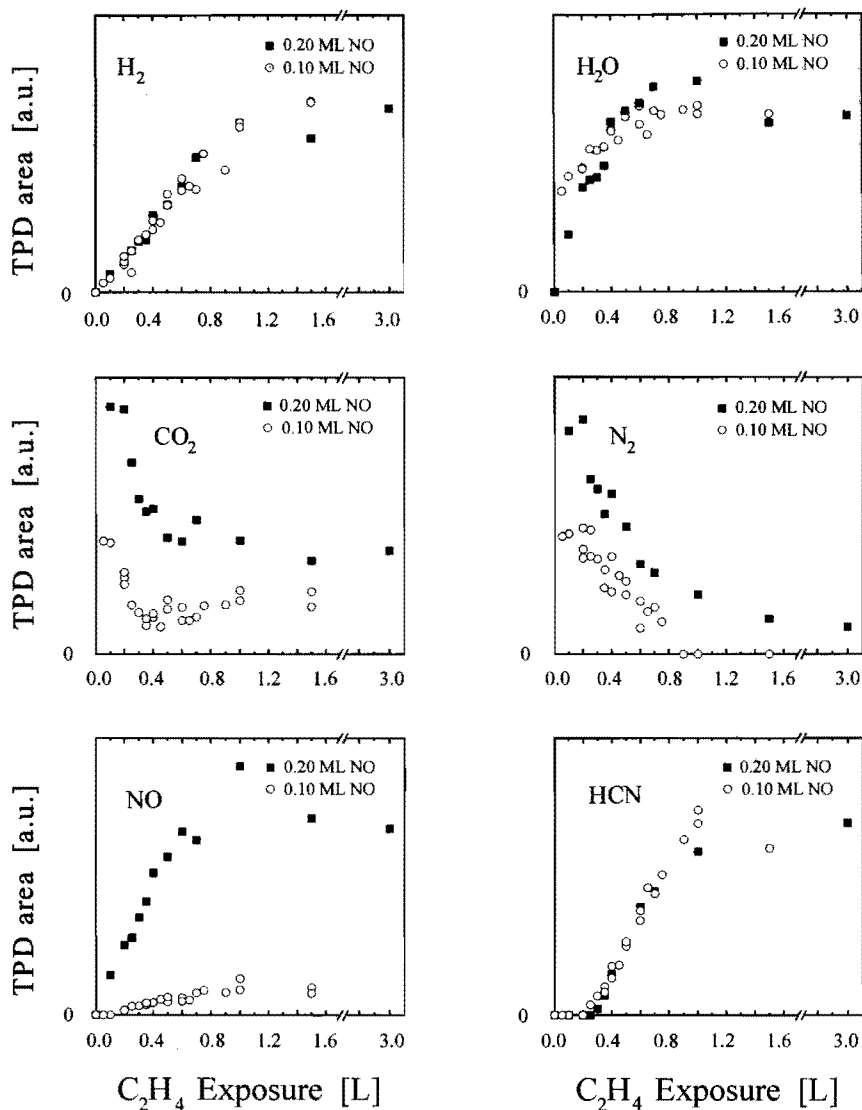 ■ 0.20 ML NO
○ 0.10 ML NO
H2
TPD area [a.u.]
0
0.0 0.4 0.8 1.2 1.6 3.0
■ 0.20 ML NO
○ 0.10 ML NO
H2O
0
0.0 0.4 0.8 1.2 1.6 3.0
■ 0.20 ML NO
○ 0.10 ML NO
CO2
TPD area [a.u.]
0
0.0 0.4 0.8 1.2 1.6 3.0
■ 0.20 ML NO
○ 0.10 ML NO
N2
0
0.0 0.4 0.8 1.2 1.6 3.0
■ 0.20 ML NO
○ 0.10 ML NO
NO
TPD area [a.u.]
0
0.0 0.4 0.8 1.2 1.6 3.0
C2H4 Exposure [L]
■ 0.20 ML NO
○ 0.10 ML NO
HCN
0
0.0 0.4 0.8 1.2 1.6 3.0
C2H4 Exposure [L]